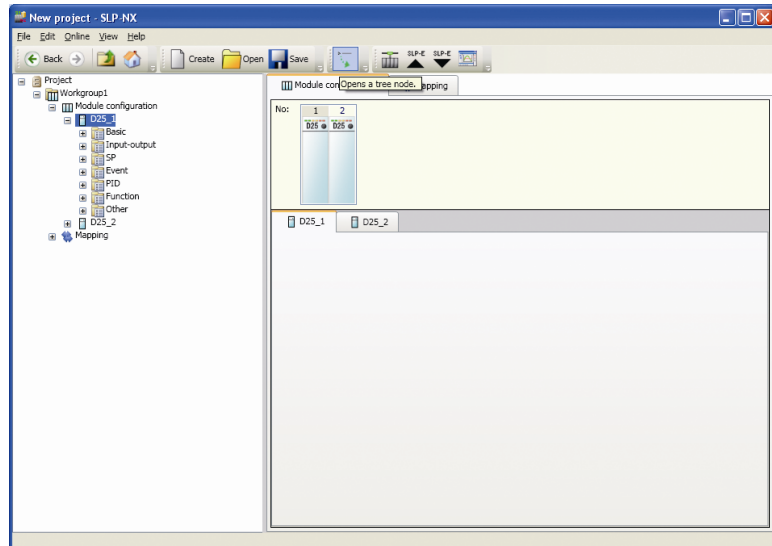 New project - SLP-NX
File Edit Online View Help
Back Create Open Save SLP-E SLP-E
Project
Workgroup1
Module configuration
D25_1
Basic
Input-output
SP
Event
PID
Function
Other
D25_2
Mapping
Module con
Opens a tree node.
apping
No: 1 2
D25 D25
D25_1 D25_2